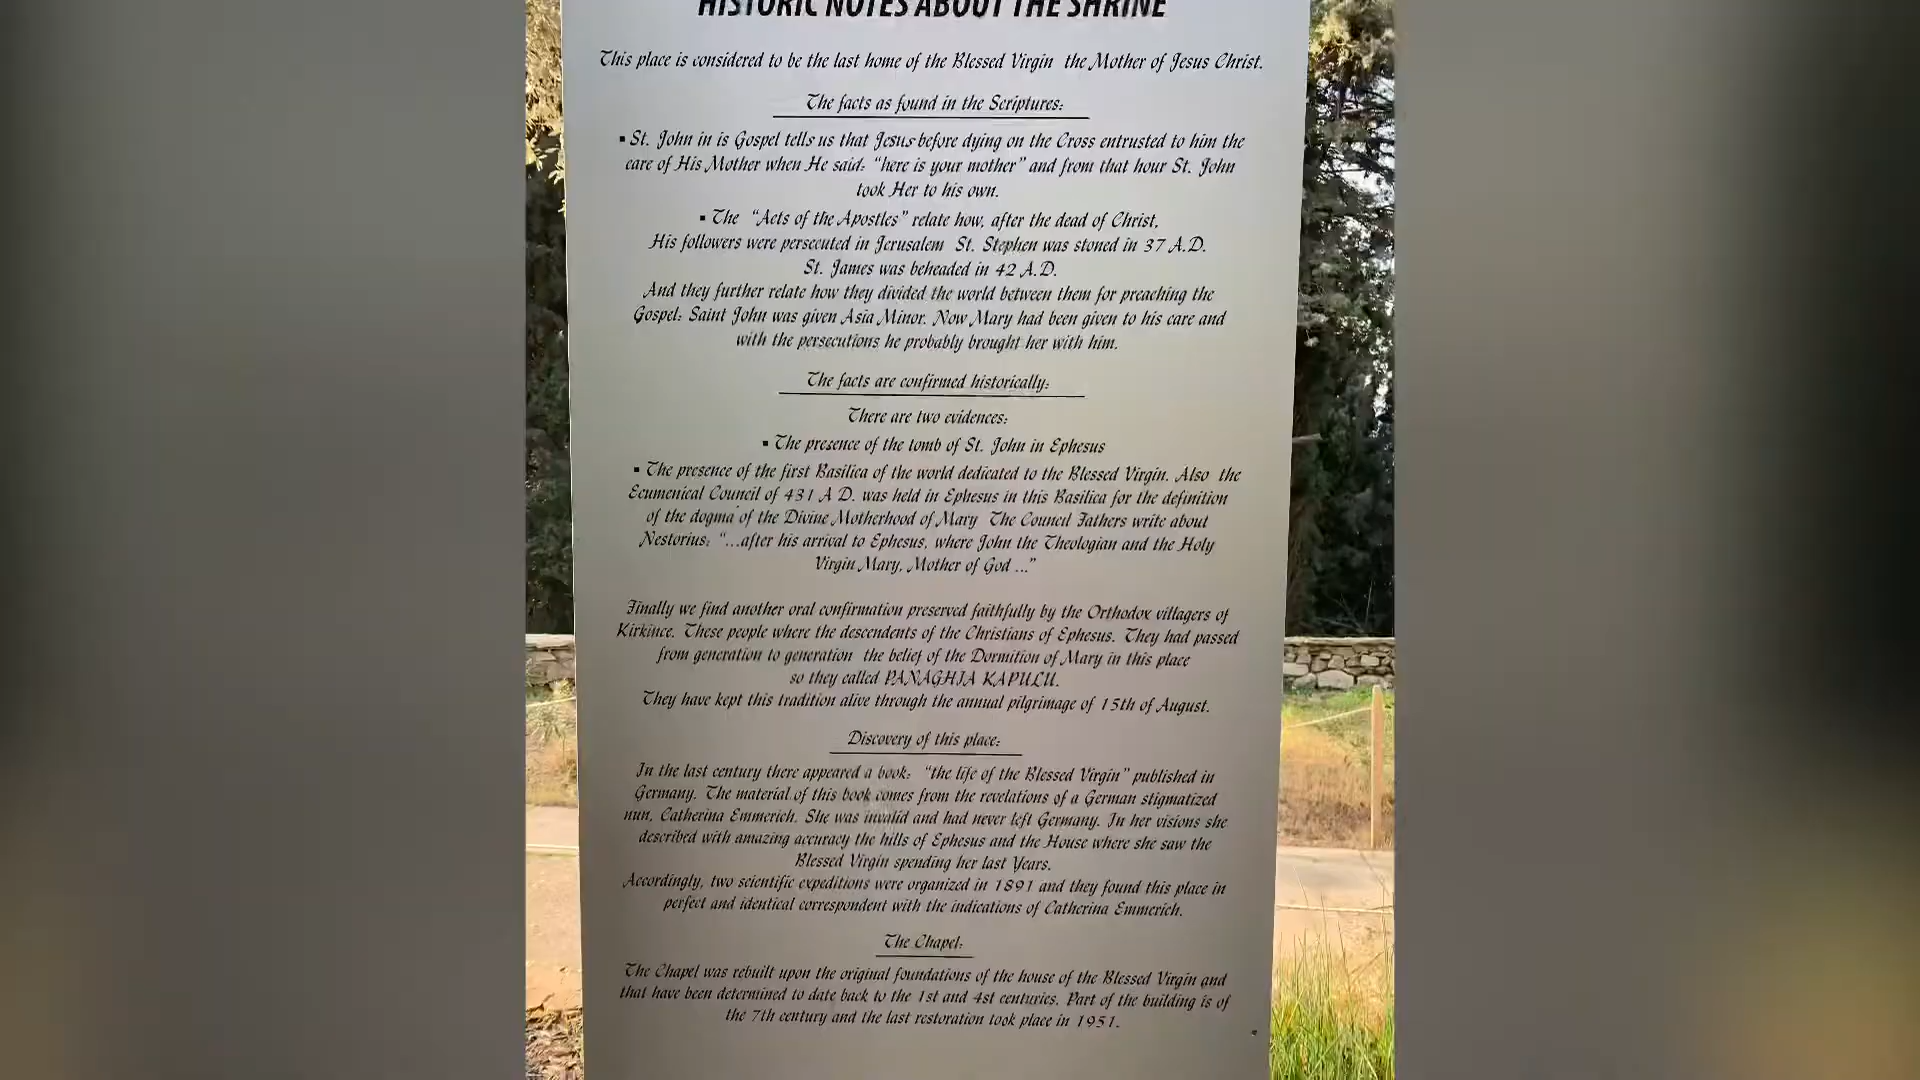 HISTORIC NOTES ABOUT THE SHRINE
This place is considered to be the last home of the Blessed Virgin the Mother of Jesus Christ.
The facts as found in the Scriptures:
▪ St. John in is Gospel tells us that Jesus before dying on the Cross entrusted to him the
care of His Mother when He said: “here is your mother” and from that hour St. John
took Her to his own.
▪ The “Acts of the Apostles” relate how, after the dead of Christ,
His followers were persecuted in Jerusalem St. Stephen was stoned in 37 A.D.
St. James was beheaded in 42 A.D.
And they further relate how they divided the world between them for preaching the
Gospel: Saint John was given Asia Minor. Now Mary had been given to his care and
with the persecutions he probably brought her with him.
The facts are confirmed historically:
There are two evidences:
▪ The presence of the tomb of St. John in Ephesus
▪ The presence of the first Basilica of the world dedicated to the Blessed Virgin. Also the
Ecumenical Council of 431 A D. was held in Ephesus in this Basilica for the definition
of the dogma of the Divine Motherhood of Mary The Council Fathers write about
Nestorius: “...after his arrival to Ephesus, where John the Theologian and the Holy
Virgin Mary, Mother of God ...”
Finally we find another oral confirmation preserved faithfully by the Orthodox villagers of
Kirkince. These people where the descendents of the Christians of Ephesus. They had passed
from generation to generation the belief of the Dormition of Mary in this place
so they called PANAGHIA KAPULU.
They have kept this tradition alive through the annual pilgrimage of 15th of August.
Discovery of this place:
In the last century there appeared a book: “the life of the Blessed Virgin” published in
Germany. The material of this book comes from the revelations of a German stigmatized
nun, Catherina Emmerich. She was invalid and had never left Germany. In her visions she
described with amazing accuracy the hills of Ephesus and the House where she saw the
Blessed Virgin spending her last Years.
Accordingly, two scientific expeditions were organized in 1891 and they found this place in
perfect and identical correspondent with the indications of Catherina Emmerich.
The Chapel:
The Chapel was rebuilt upon the original foundations of the house of the Blessed Virgin and
that have been determined to date back to the 1st and 4st centuries. Part of the building is of
the 7th century and the last restoration took place in 1951.